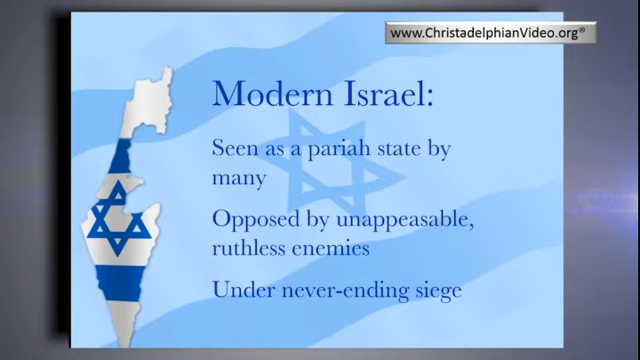 www.ChristadelphianVideo.org®
Modern Israel:
Seen as a pariah state by
many
Opposed by unappeasable,
ruthless enemies
Under never-ending siege